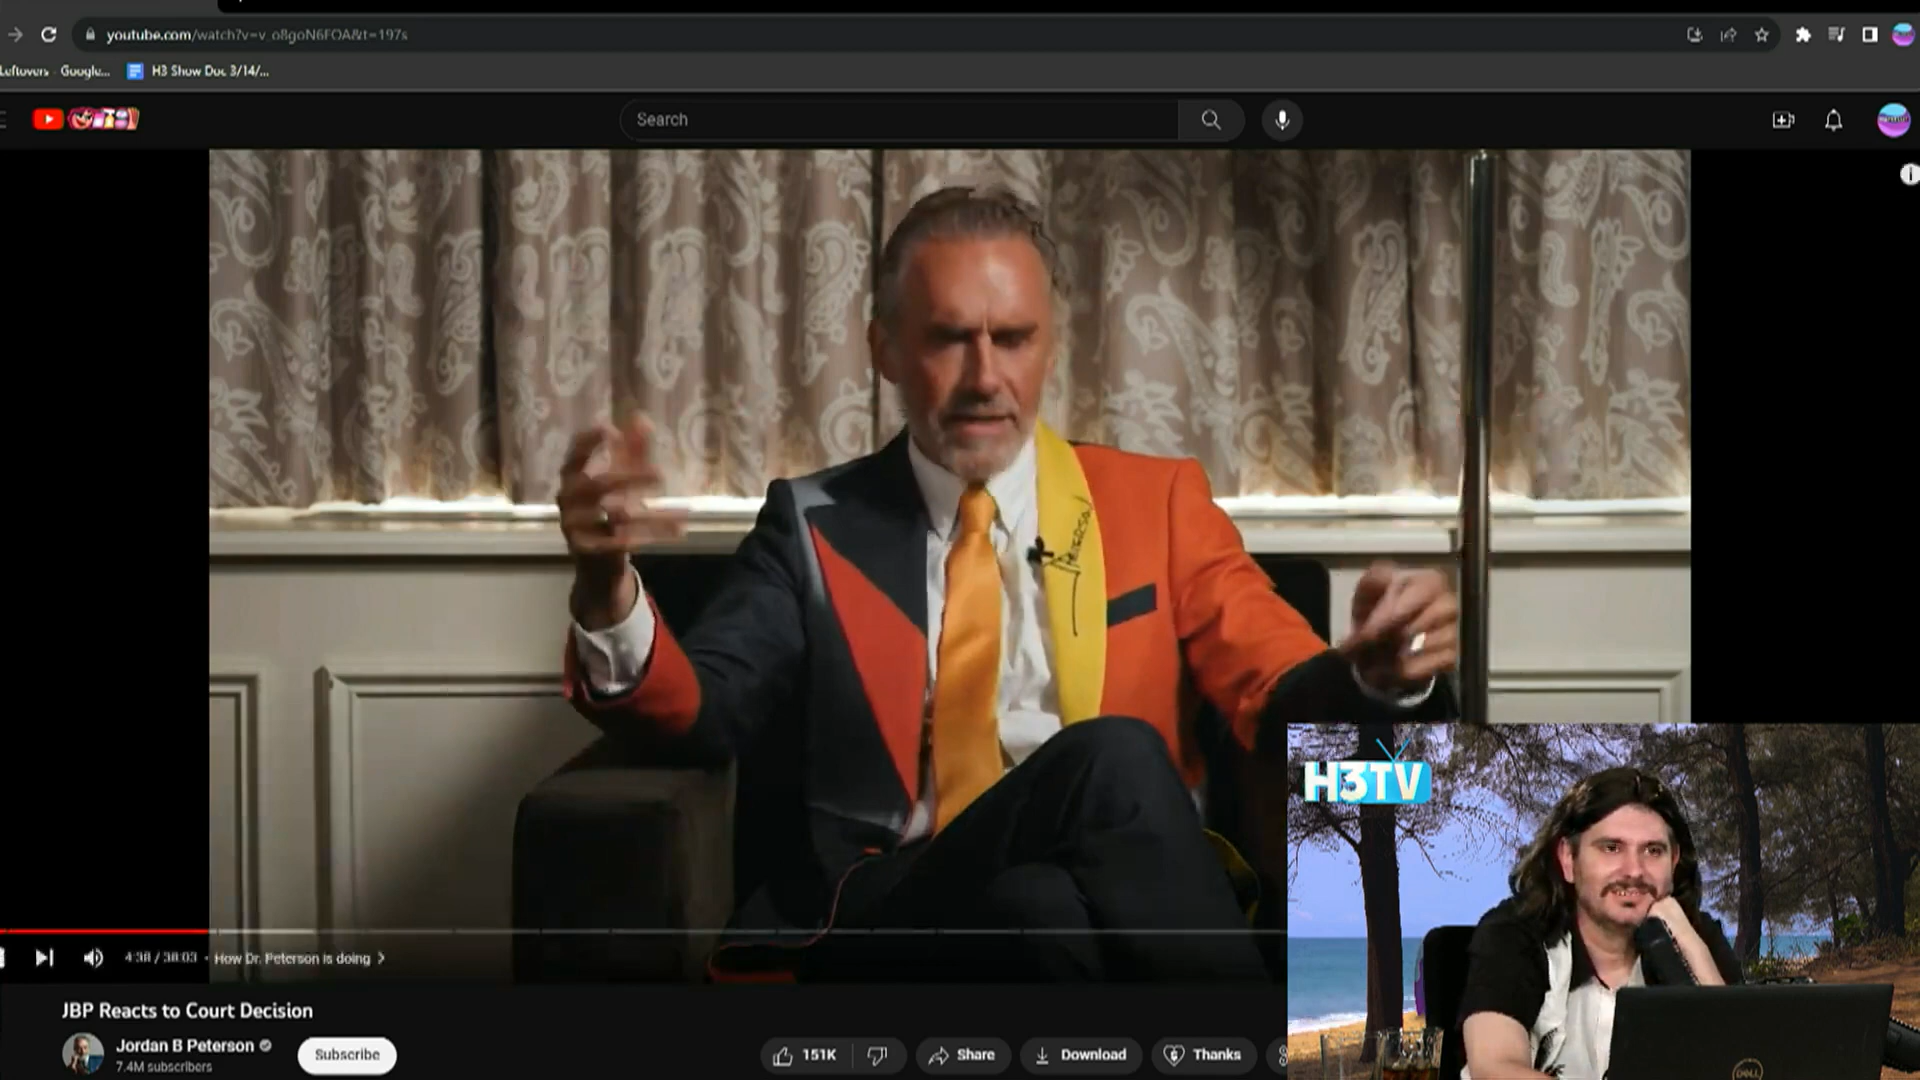 youtube.com/watch?v=v_o8goN6FOA&t=197s
Leftovers - Google...
H3 Show Doc 3/14/...
Search
H3TV
4:38 / 38:03 • How Dr. Peterson is doing >
JBP Reacts to Court Decision
Jordan B Peterson
7.4M subscribers
Subscribe
151K
Share
Download
Thanks
DELL